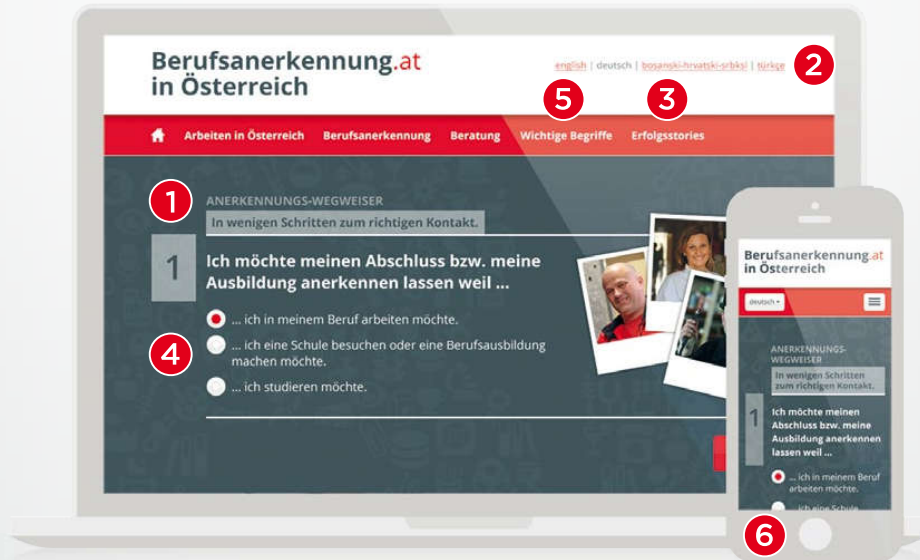 Berufsanerkennung.at
in Österreich
english | deutsch | bosanski-hrvatski-srbksi | türkçe
2
5
3
Arbeiten in Österreich Berufsanerkennung Beratung Wichtige Begriffe Erfolgsstories
1
ANERKENNUNGS-WEGWEISER
In wenigen Schritten zum richtigen Kontakt.
1
Ich möchte meinen Abschluss bzw. meine
Ausbildung anerkennen lassen weil ...
... ich in meinem Beruf arbeiten möchte.
4
... ich eine Schule besuchen oder eine Berufsausbildung
machen möchte.
... ich studieren möchte.
Berufsanerkennung.at
in Österreich
deutsch
ANERKENNUNGS-
WEGWEISER
In wenigen Schritten
zum richtigen Kontakt.
1
Ich möchte meinen
Abschluss bzw. meine
Ausbildung anerkennen
lassen weil ...
... ich in meinem Beruf
arbeiten möchte.
... ich eine Schule
6